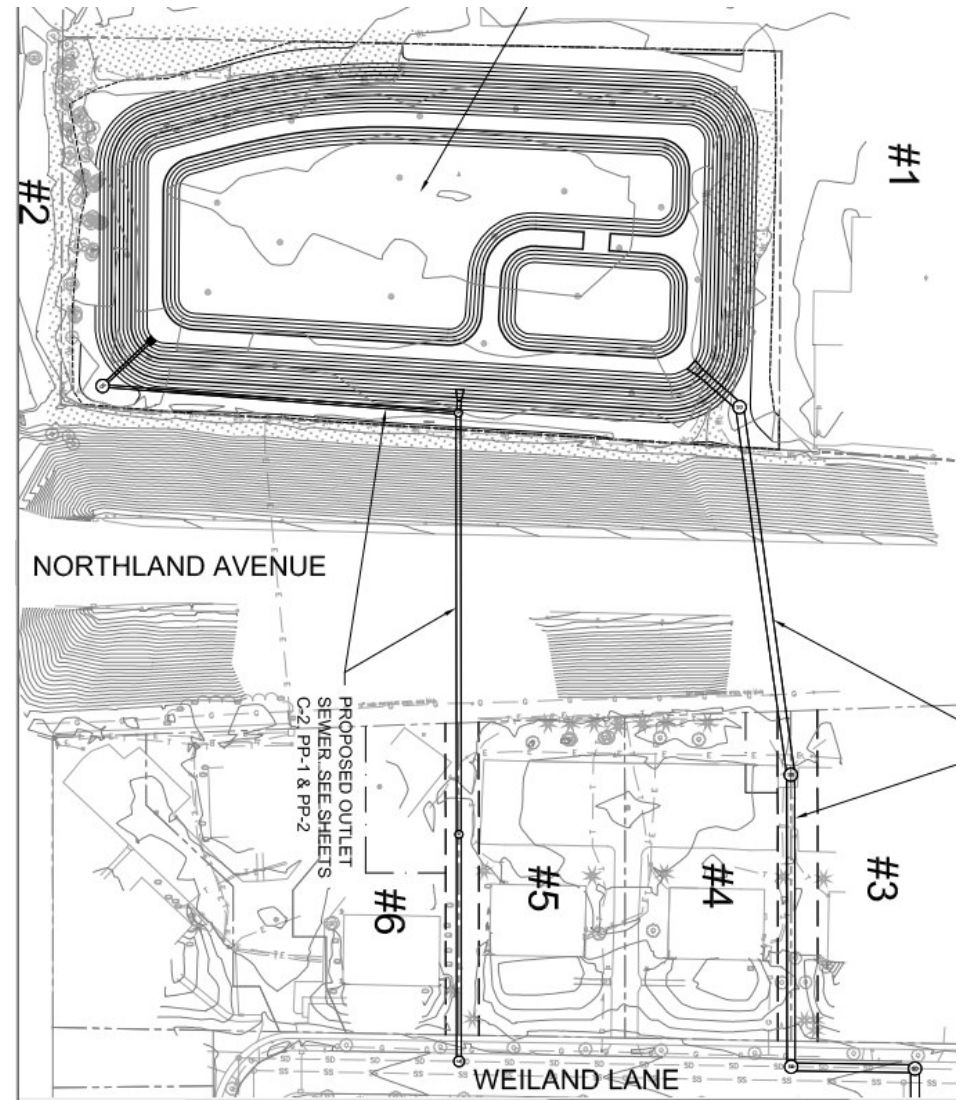 #1
#2
NORTHLAND AVENUE
PROPOSED OUTLET
SEWER. SEE SHEETS
C-2, PP-1 & PP-2
#6
#5
#4
#3
WEILAND LANE